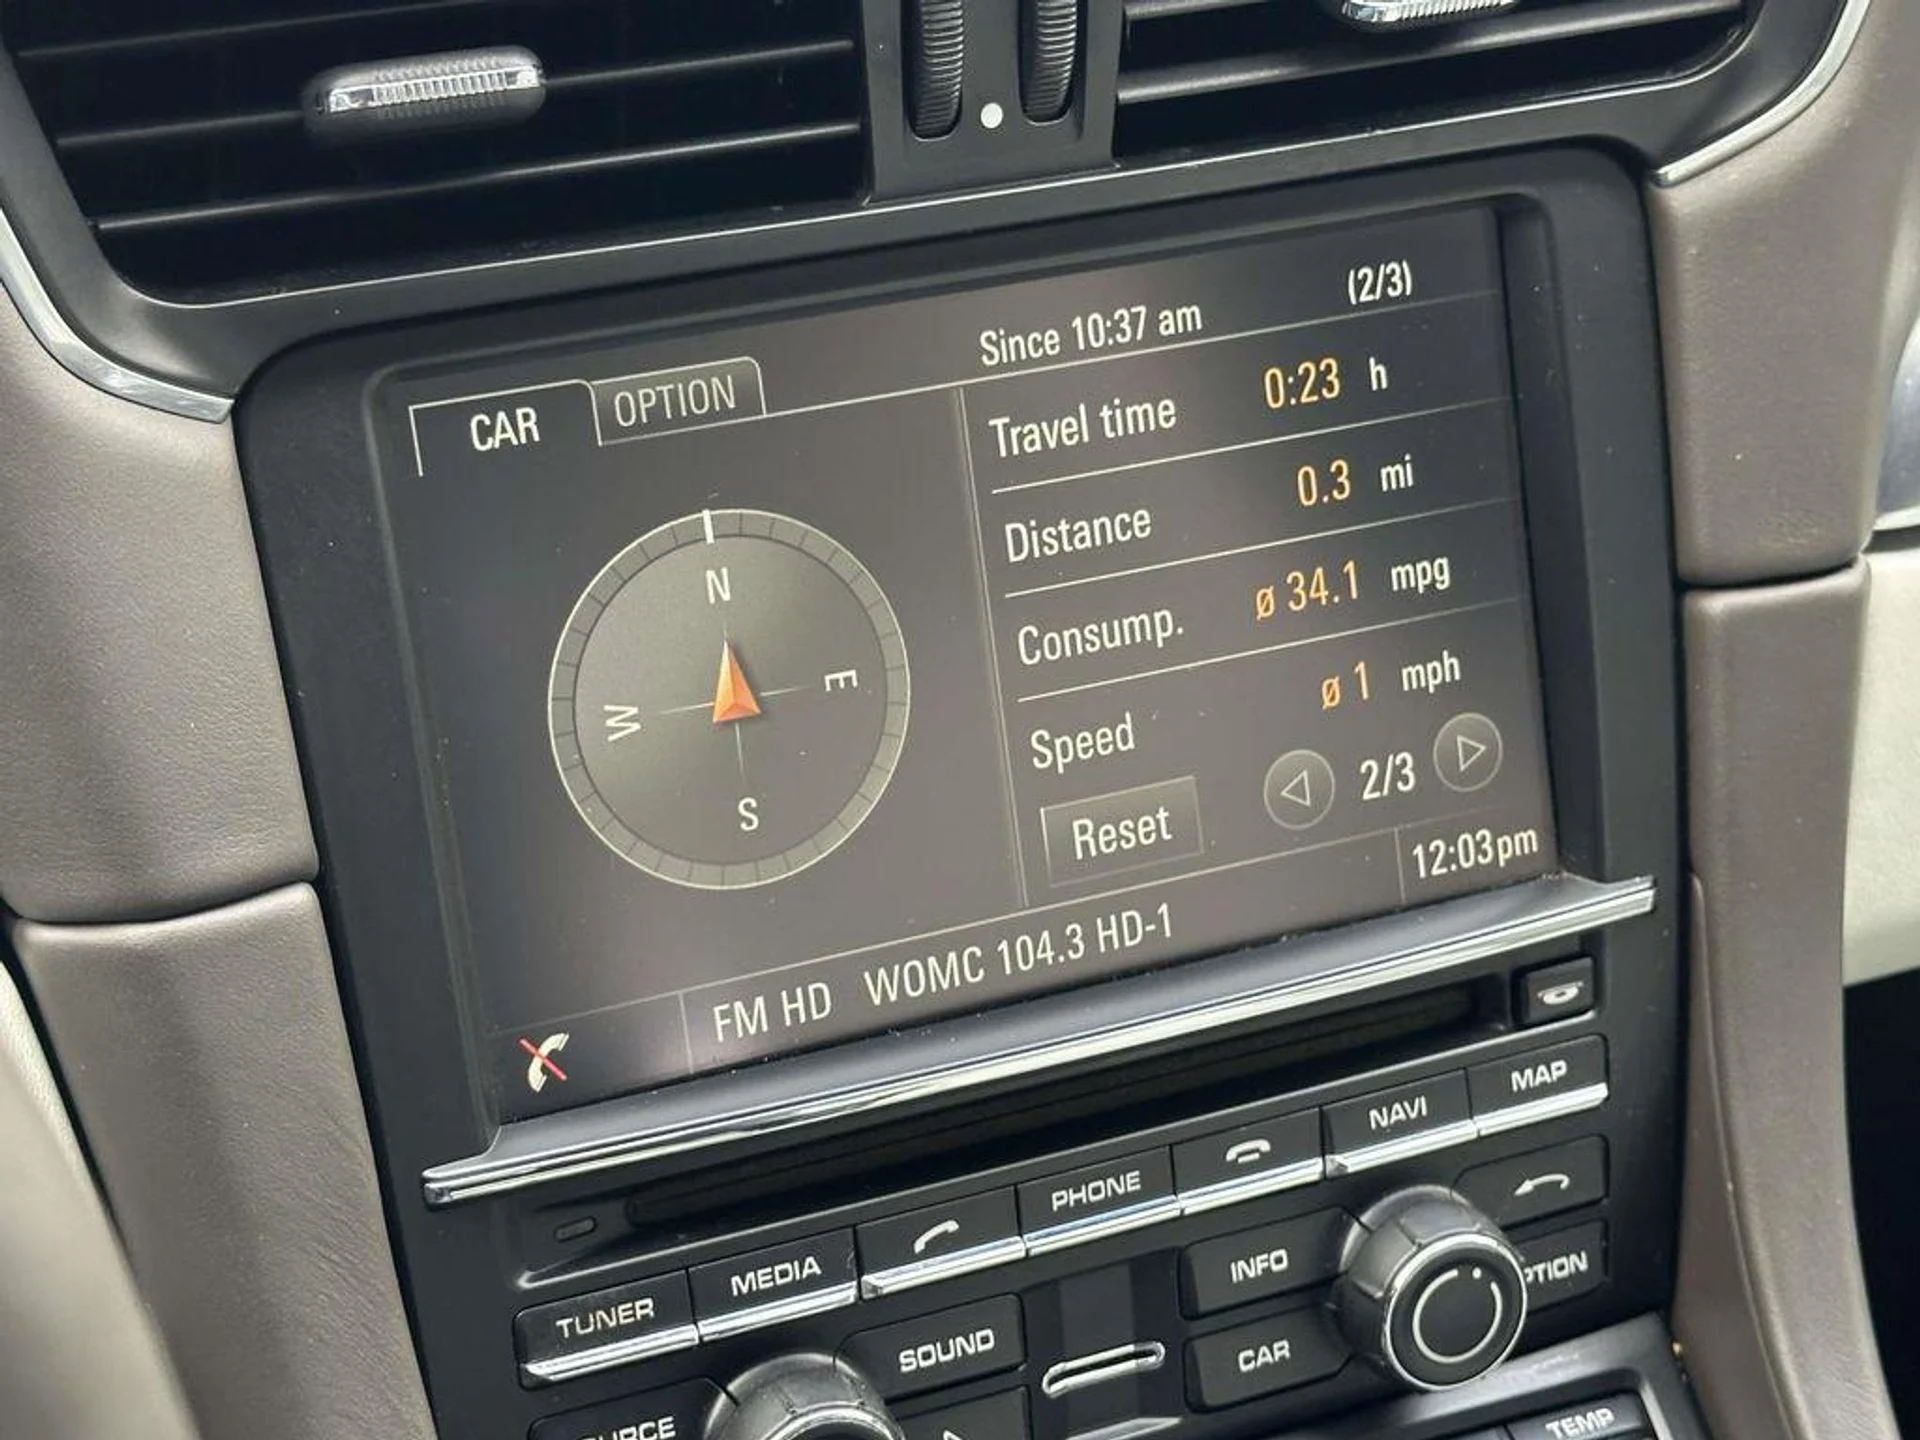 (2/3)
Since 10:37 am
CAR OPTION
Travel time 0:23 h
Distance 0.3 mi
Consump. ø 34.1 mpg
Speed ø 1 mph
N
W E
S
Reset 2/3
12:03pm
FM HD WOMC 104.3 HD-1
MAP
NAVI
PHONE
MEDIA
TUNER
INFO
PTION
SOUND
CAR
URCE
TEMP